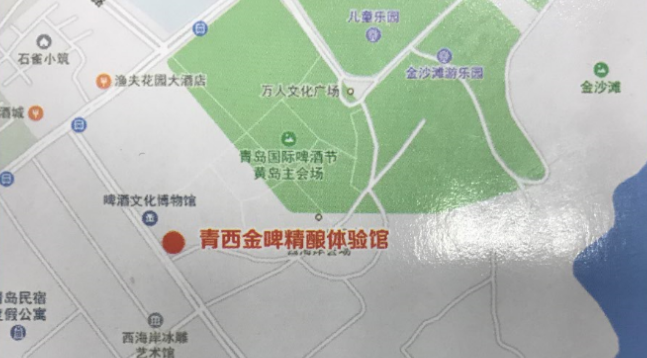 儿童乐园
石雀小筑
金沙滩游乐园
渔夫花园大酒店
万人文化广场
金沙滩
酒城
青岛国际啤酒节
黄岛主会场
啤酒文化博物馆
青西金啤精酿体验馆
岛民宿
假公寓
西海岸冰雕
艺术馆